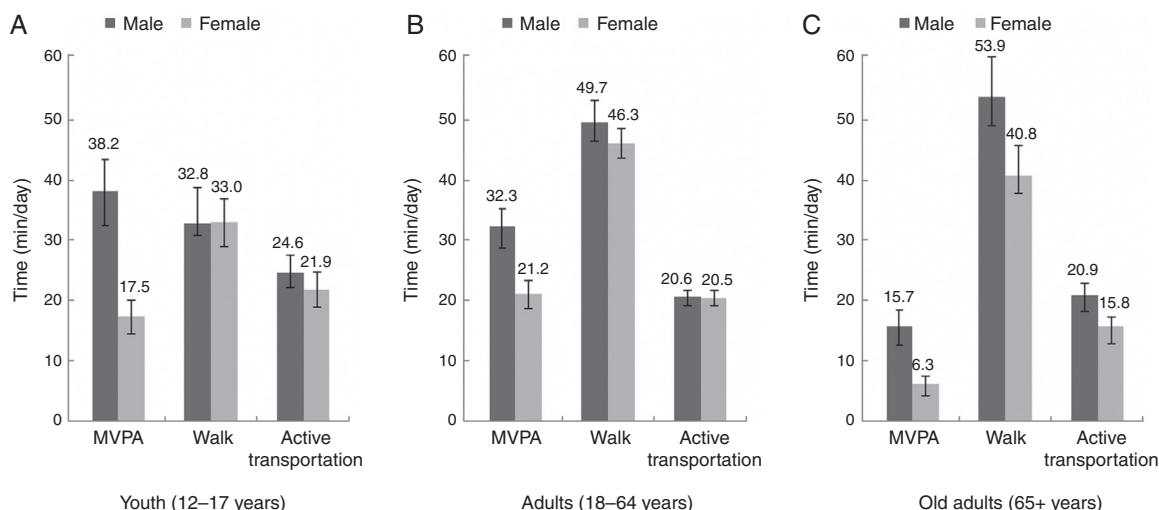 A
Male Female
Time (min/day)
60
50
40
30
20
10
0
38.2
17.5
32.8
33.0
24.6
21.9
MVPA
Walk
Active
transportation
Youth (12–17 years)
B
Male Female
Time (min/day)
60
50
40
30
20
10
0
32.3
21.2
49.7
46.3
20.6
20.5
MVPA
Walk
Active
transportation
Adults (18–64 years)
C
Male Female
Time (min/day)
60
50
40
30
20
10
0
15.7
6.3
53.9
40.8
20.9
15.8
MVPA
Walk
Active
transportation
Old adults (65+ years)